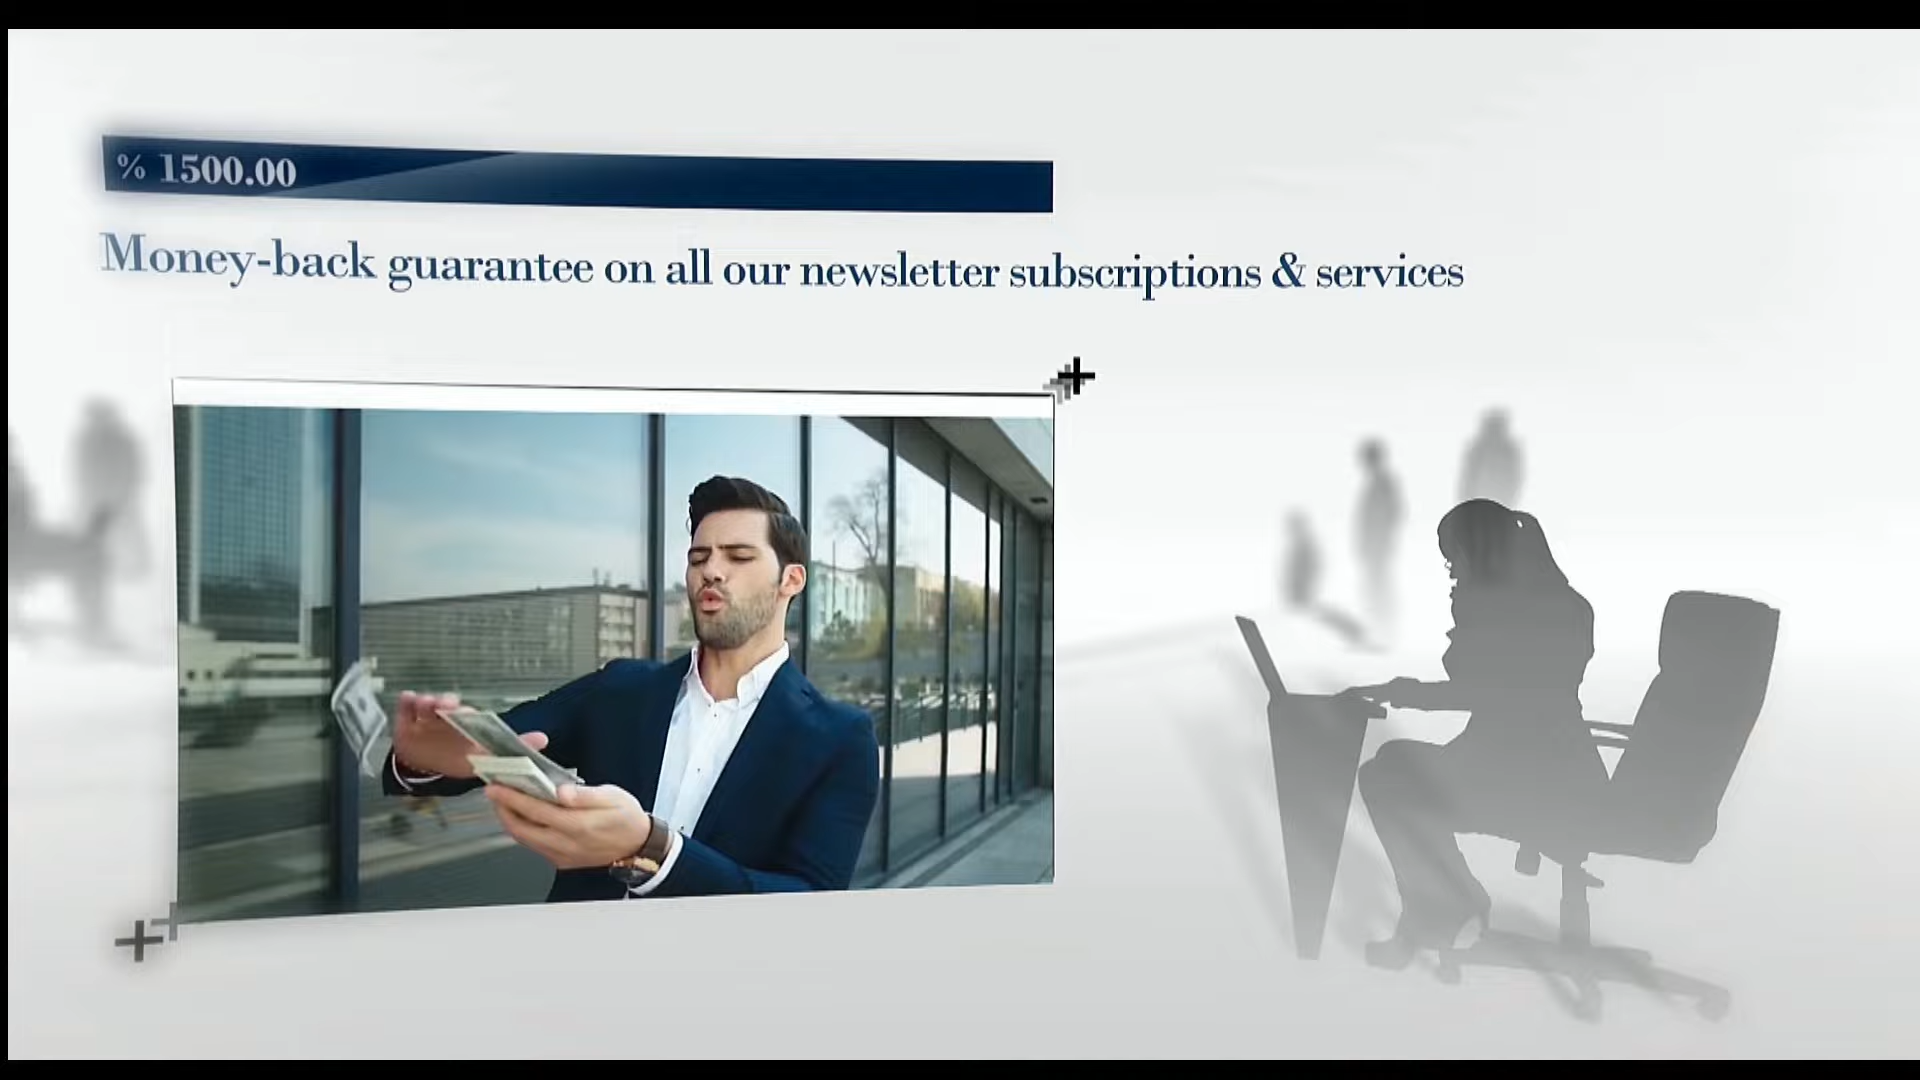 % 1500.00
Money-back guarantee on all our newsletter subscriptions & services